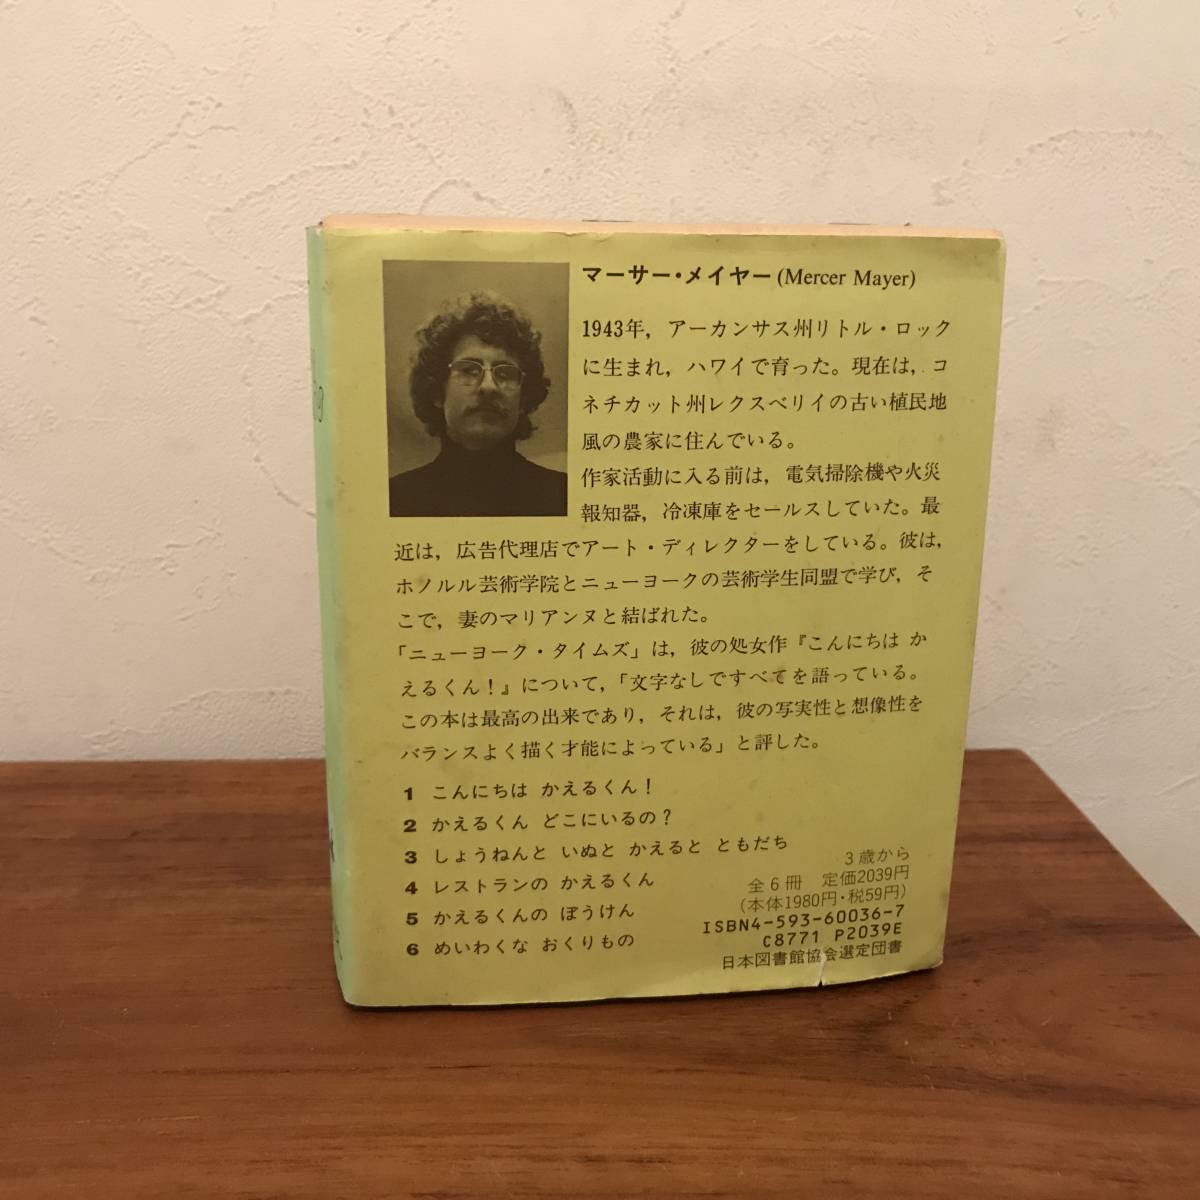 マーサー・メイヤー(Mercer Mayer)
1943年，アーカンサス州リトル・ロック
に生まれ，ハワイで育った。現在は，コ
ネチカット州レクスベリイの古い植民地
風の農家に住んでいる。
作家活動に入る前は，電気掃除機や火災
報知器，冷凍庫をセールスしていた。最
近は，広告代理店でアート・ディレクターをしている。彼は，
ホノルル芸術学院とニューヨークの芸術学生同盟で学び，そ
こで，妻のマリアンヌと結ばれた。
「ニューヨーク・タイムズ」は，彼の処女作『こんにちは か
えるくん！』について，「文字なしですべてを語っている。
この本は最高の出来であり，それは，彼の写実性と想像性を
バランスよく描く才能によっている」と評した。
1 こんにちは かえるくん！
2 かえるくん どこにいるの？
3 しょうねんと いぬと かえると ともだち
4 レストランの かえるくん
5 かえるくんの ぼうけん
6 めいわくな おくりもの
3歳から
全6冊 定価2039円
(本体1980円・税59円)
ISBN4-593-60036-7
C8771 P2039E
日本図書館協会選定図書